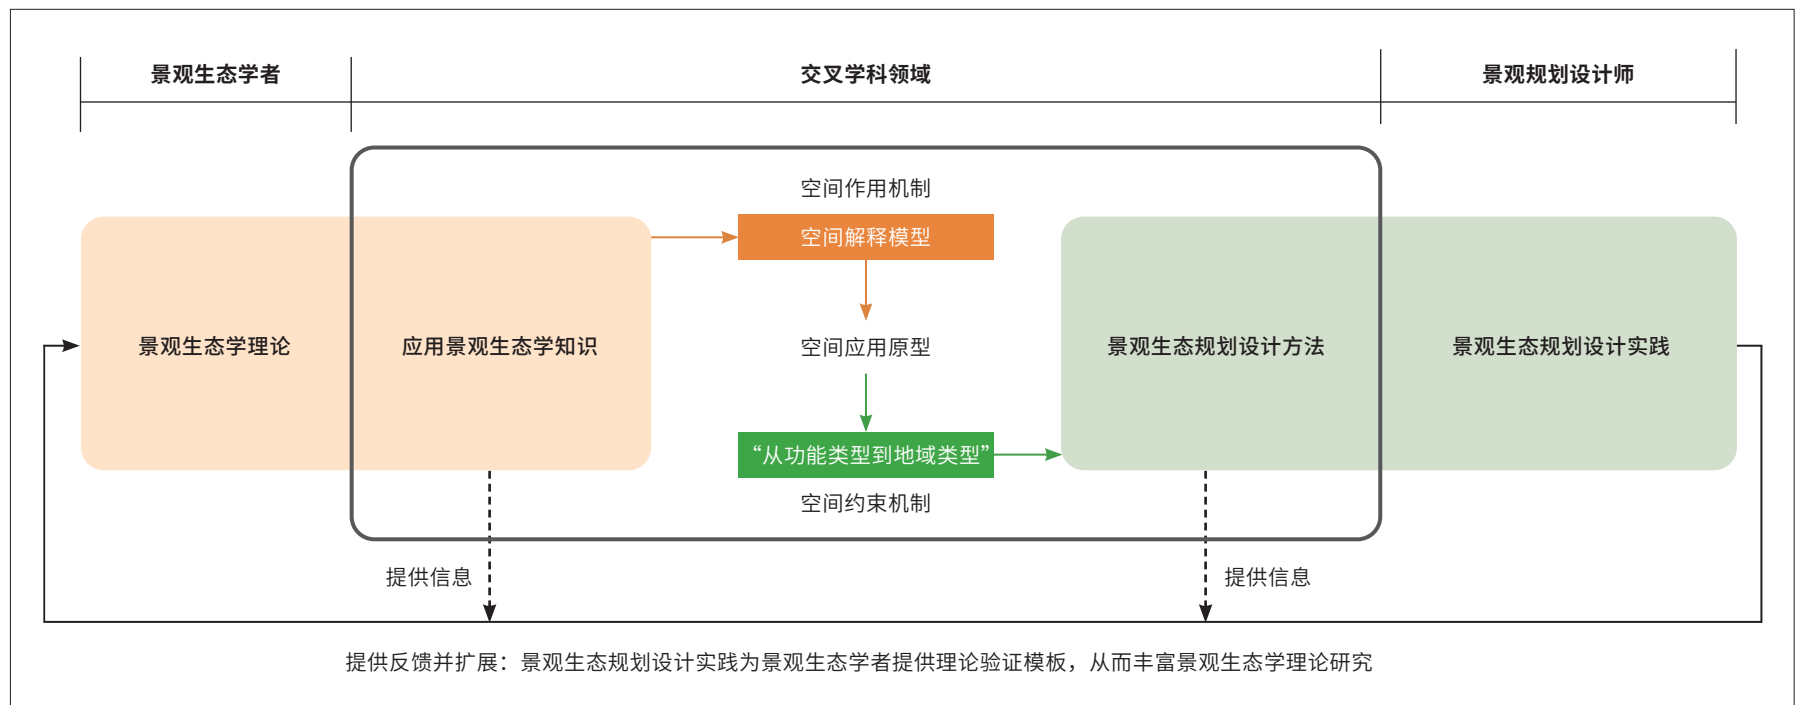 景观生态学者
交叉学科领域
景观规划设计师
空间作用机制
空间解释模型
景观生态学理论
应用景观生态学知识
空间应用原型
景观生态规划设计方法
景观生态规划设计实践
“从功能类型到地域类型”
空间约束机制
提供信息
提供信息
提供反馈并扩展：景观生态规划设计实践为景观生态学者提供理论验证模板，从而丰富景观生态学理论研究